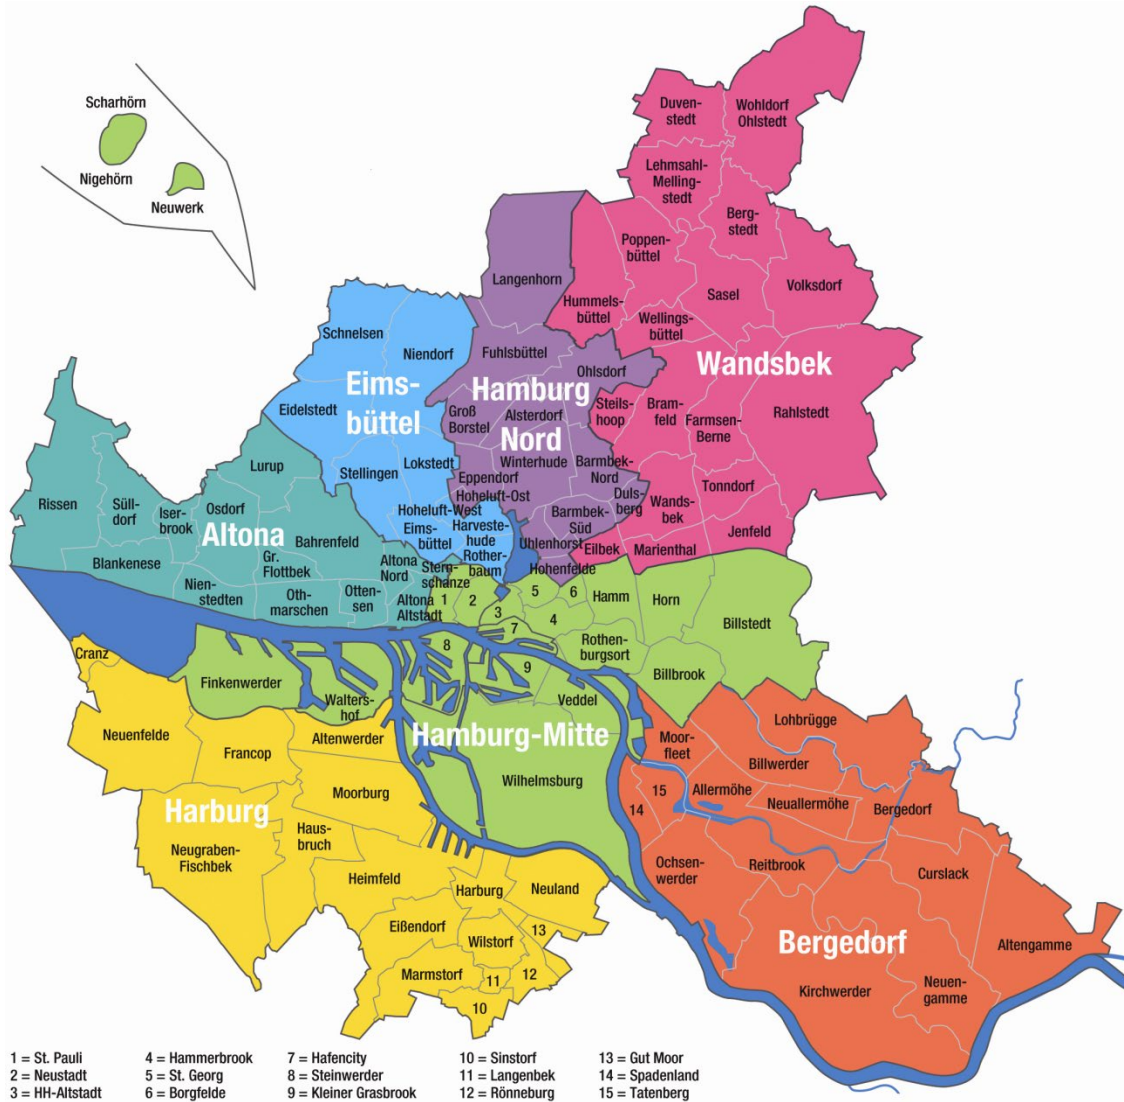 Scharhörn
Nigehörn
Neuwerk
Duven-
stedt
Wohldorf
Ohlstedt
Lehmsahl-
Melling-
stedt
Berg-
stedt
Poppen-
büttel
Langenhorn
Hummels-
büttel
Sasel
Volksdorf
Wellings-
büttel
Wandsbek
Schnelsen
Niendorf
Fuhlsbüttel
Ohlsdorf
Eims-
büttel
Hamburg
Nord
Eidelstedt
Groß
Borstel
Alsterdorf
Steils-
hoop
Bram-
feld
Farmsen-
Berne
Rahlstedt
Stellingen
Lokstedt
Winterhude
Eppendorf
Barmbek-
Nord
Tonndorf
Lurup
Rissen
Süll-
dorf
Iser-
brook
Osdorf
Hoheluft-Ost
Hoheluft-West
Duls-
berg
Wands-
bek
Jenfeld
Altona
Bahrenfeld
Eims-
büttel
Harveste-
hude
Barmbek-
Süd
Uhlenhorst
Eilbek
Marienthal
Blankenese
Gr.
Flottbek
Altona
Nord
Stern-
schanze
Rother-
baum
Hohenfelde
Nien-
stedten
Oth-
marschen
Otten-
sen
Altona
Altstadt
1
2
3
5
6
4
7
Hamm
Horn
Billstedt
Rothen-
burgsort
Billbrook
Cranz
Finkenwerder
Walters-
hof
8
9
Veddel
Hamburg-Mitte
Wilhelmsburg
Neuenfelde
Francop
Altenwerder
Moorburg
Harburg
Haus-
bruch
Neugraben-
Fischbek
Heimfeld
Harburg
Neuland
Eißendorf
Wilstorf
13
Marmstorf
11
12
10
Lohbrügge
Moor-
fleet
Billwerder
15
14
Allermöhe
Neuallermöhe
Bergedorf
Ochsen-
werder
Reitbrook
Curslack
Bergedorf
Altengamme
Kirchwerder
Neuen-
gamme
1 = St. Pauli
2 = Neustadt
3 = HH-Altstadt
4 = Hammerbrook
5 = St. Georg
6 = Borgfelde
7 = Hafencity
8 = Steinwerder
9 = Kleiner Grasbrook
10 = Sinstorf
11 = Langenbek
12 = Rönneburg
13 = Gut Moor
14 = Spadenland
15 = Tatenberg